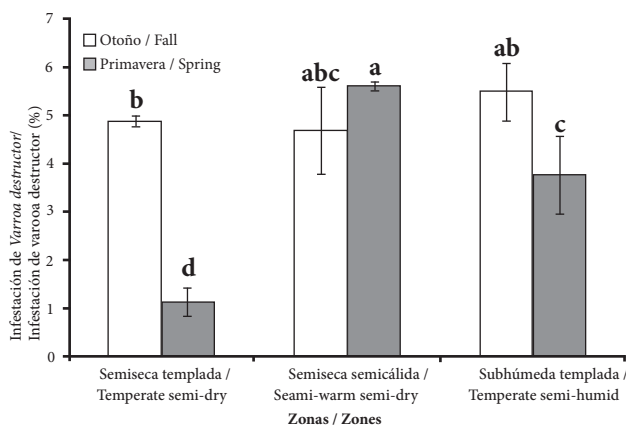 Infestación de Varroa destructor/
Infestación de varooa destructor (%)
7
6
5
4
3
2
1
0
Otoño / Fall
Primavera / Spring
b
d
abc
a
ab
c
Semiseca templada /
Temperate semi-dry
Semiseca semicálida /
Seami-warm semi-dry
Subhúmeda templada /
Temperate semi-humid
Zonas / Zones